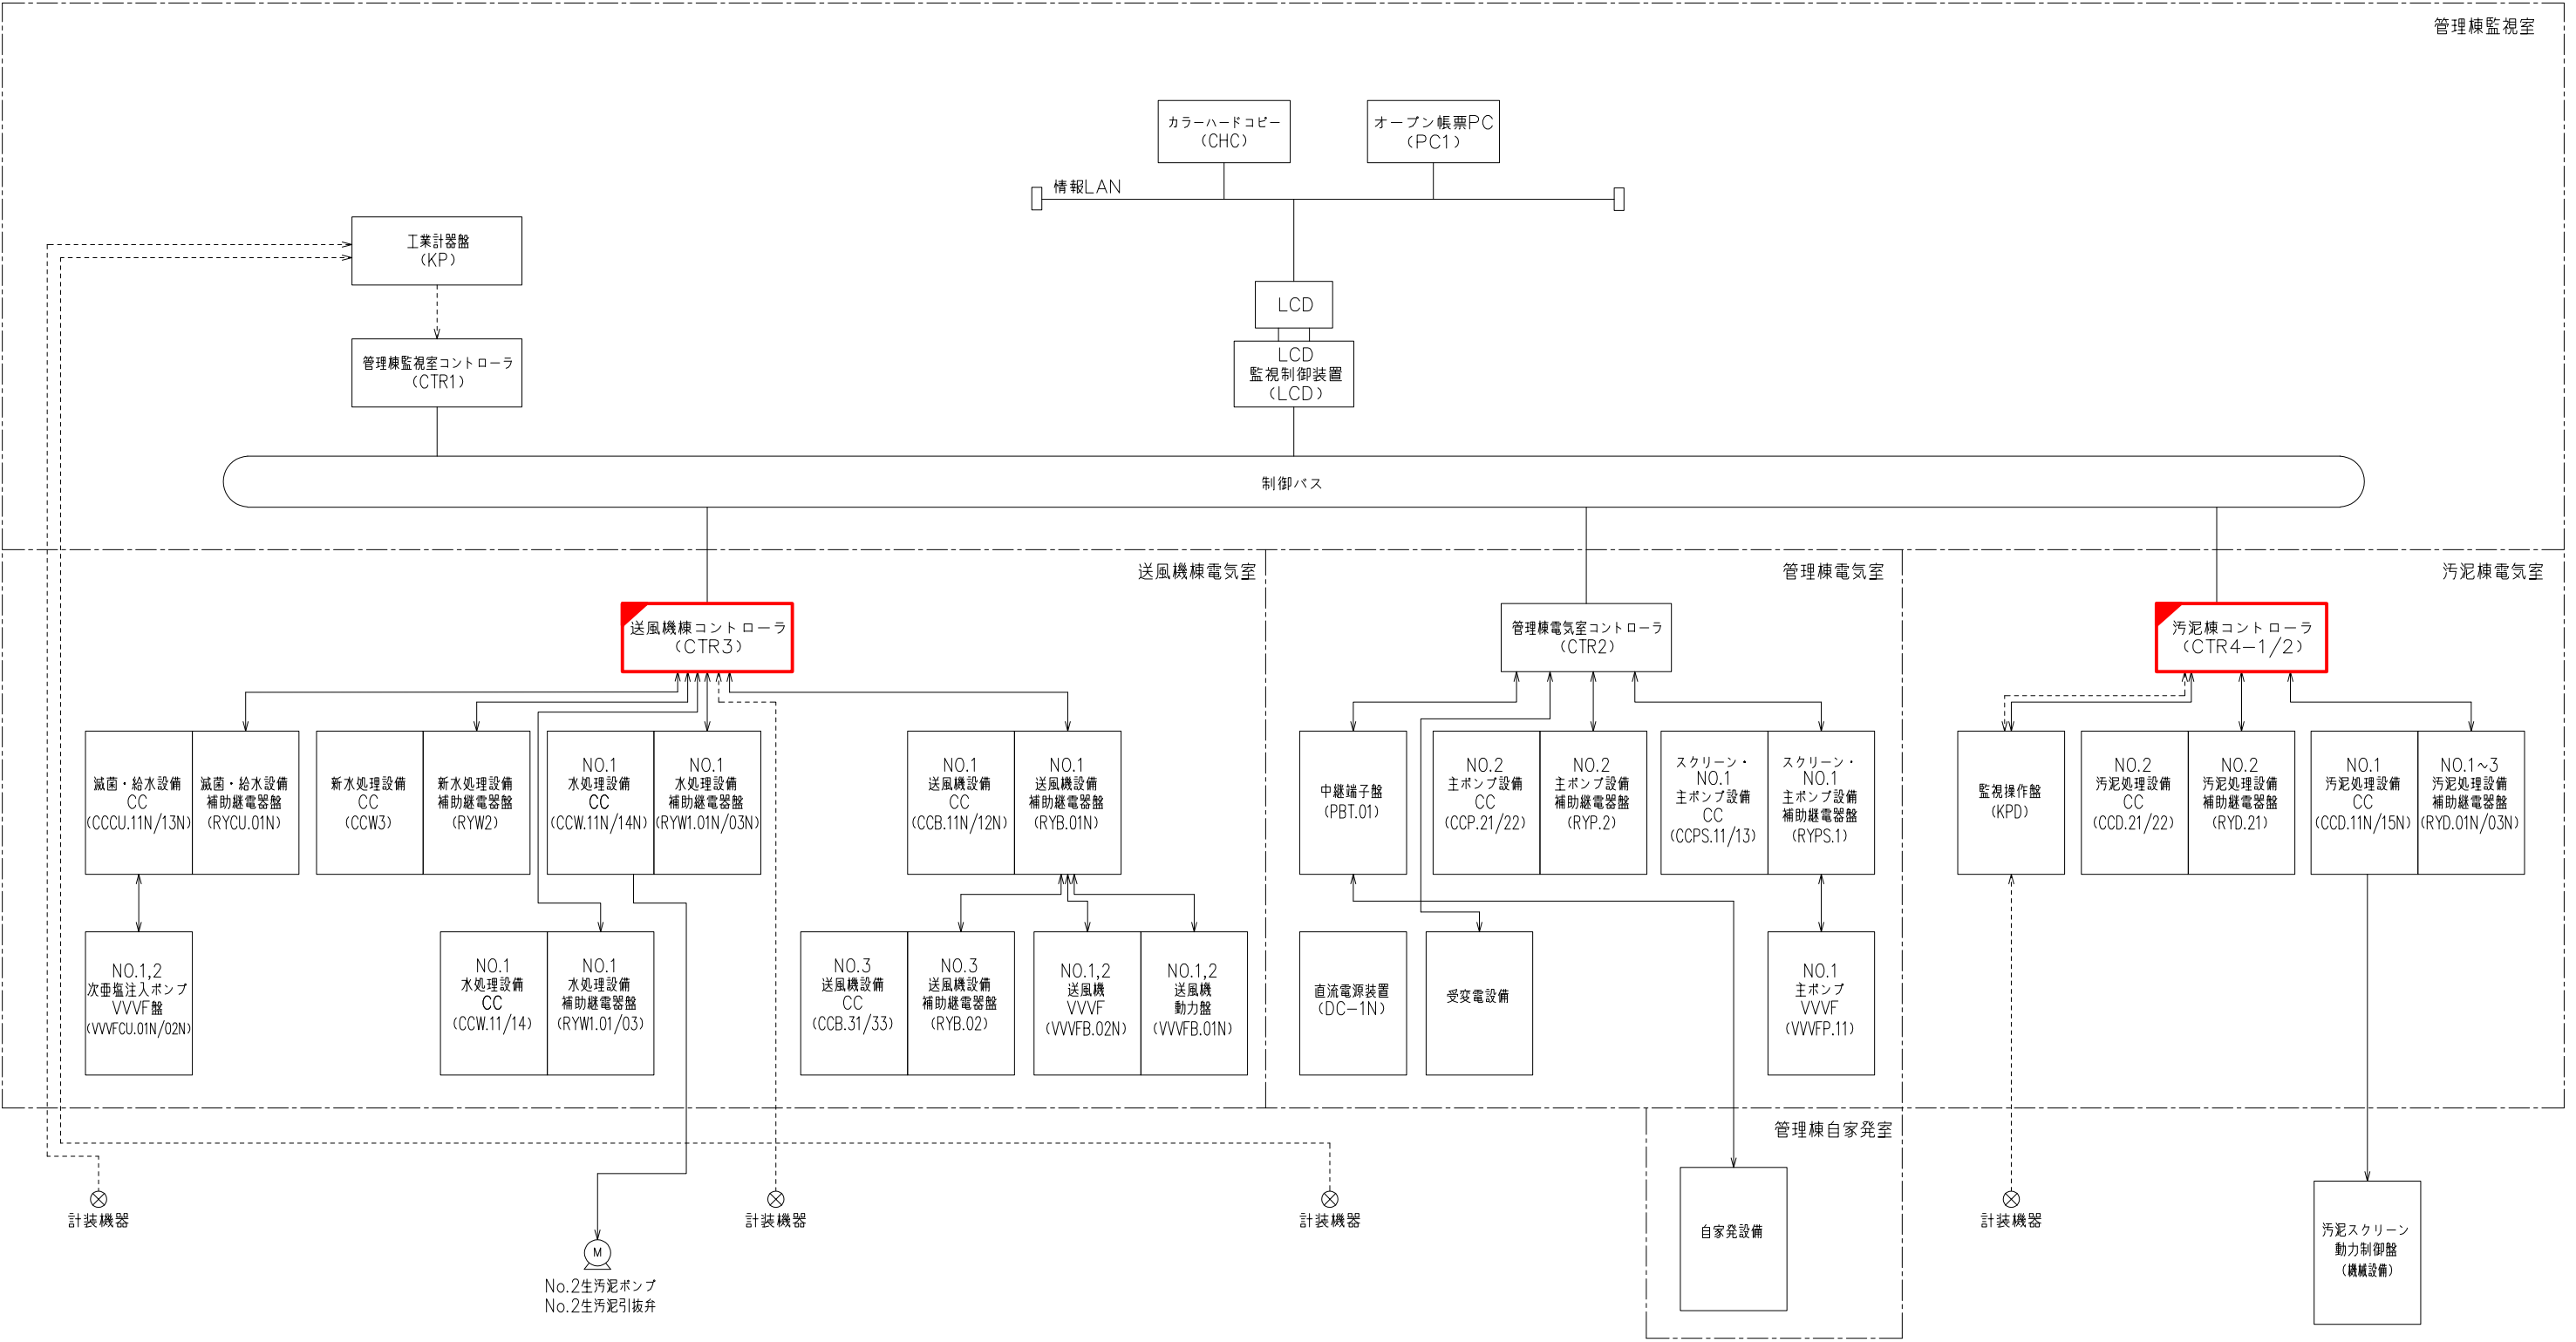 管理棟監視室
カラーハードコピー
(CHC)
オープン帳票PC
(PC1)
情報LAN
工業計器盤
(KP)
LCD
管理棟監視室コントローラ
(CTR1)
LCD
監視制御装置
(LCD)
制御バス
送風機棟電気室
管理棟電気室
汚泥棟電気室
送風機棟コントローラ
(CTR3)
管理棟電気室コントローラ
(CTR2)
汚泥棟コントローラ
(CTR4-1/2)
滅菌・給水設備
CC
(CCCU.11N/13N)
滅菌・給水設備
補助継電器盤
(RYCU.01N)
新水処理設備
CC
(CCW3)
新水処理設備
補助継電器盤
(RYW2)
NO.1
水処理設備
CC
(CCW.11N/14N)
NO.1
水処理設備
補助継電器盤
(RYW1.01N/03N)
NO.1
送風機設備
CC
(CCB.11N/12N)
NO.1
送風機設備
補助継電器盤
(RYB.01N)
中継端子盤
(PBT.01)
NO.2
主ポンプ設備
CC
(CCP.21/22)
NO.2
主ポンプ設備
補助継電器盤
(RYP.2)
スクリーン・
NO.1
主ポンプ設備
CC
(CCPS.11/13)
スクリーン・
NO.1
主ポンプ設備
補助継電器盤
(RYPS.1)
監視操作盤
(KPD)
NO.2
汚泥処理設備
CC
(CCD.21/22)
NO.2
汚泥処理設備
補助継電器盤
(RYD.21)
NO.1
汚泥処理設備
CC
(CCD.11N/15N)
NO.1~3
汚泥処理設備
補助継電器盤
(RYD.01N/03N)
NO.1,2
次亜塩注入ポンプ
VVVF盤
(VVVFCU.01N/02N)
NO.1
水処理設備
CC
(CCW.11/14)
NO.1
水処理設備
補助継電器盤
(RYW1.01/03)
NO.3
送風機設備
CC
(CCB.31/33)
NO.3
送風機設備
補助継電器盤
(RYB.02)
NO.1,2
送風機
VVVF
(VVVFB.02N)
NO.1,2
送風機
動力盤
(VVVFB.01N)
直流電源装置
(DC-1N)
受変電設備
NO.1
主ポンプ
VVVF
(VVVFP.11)
管理棟自家発室
計装機器
計装機器
計装機器
計装機器
自家発設備
汚泥スクリーン
動力制御盤
(機械設備)
M
No.2生汚泥ポンプ
No.2生汚泥引抜弁